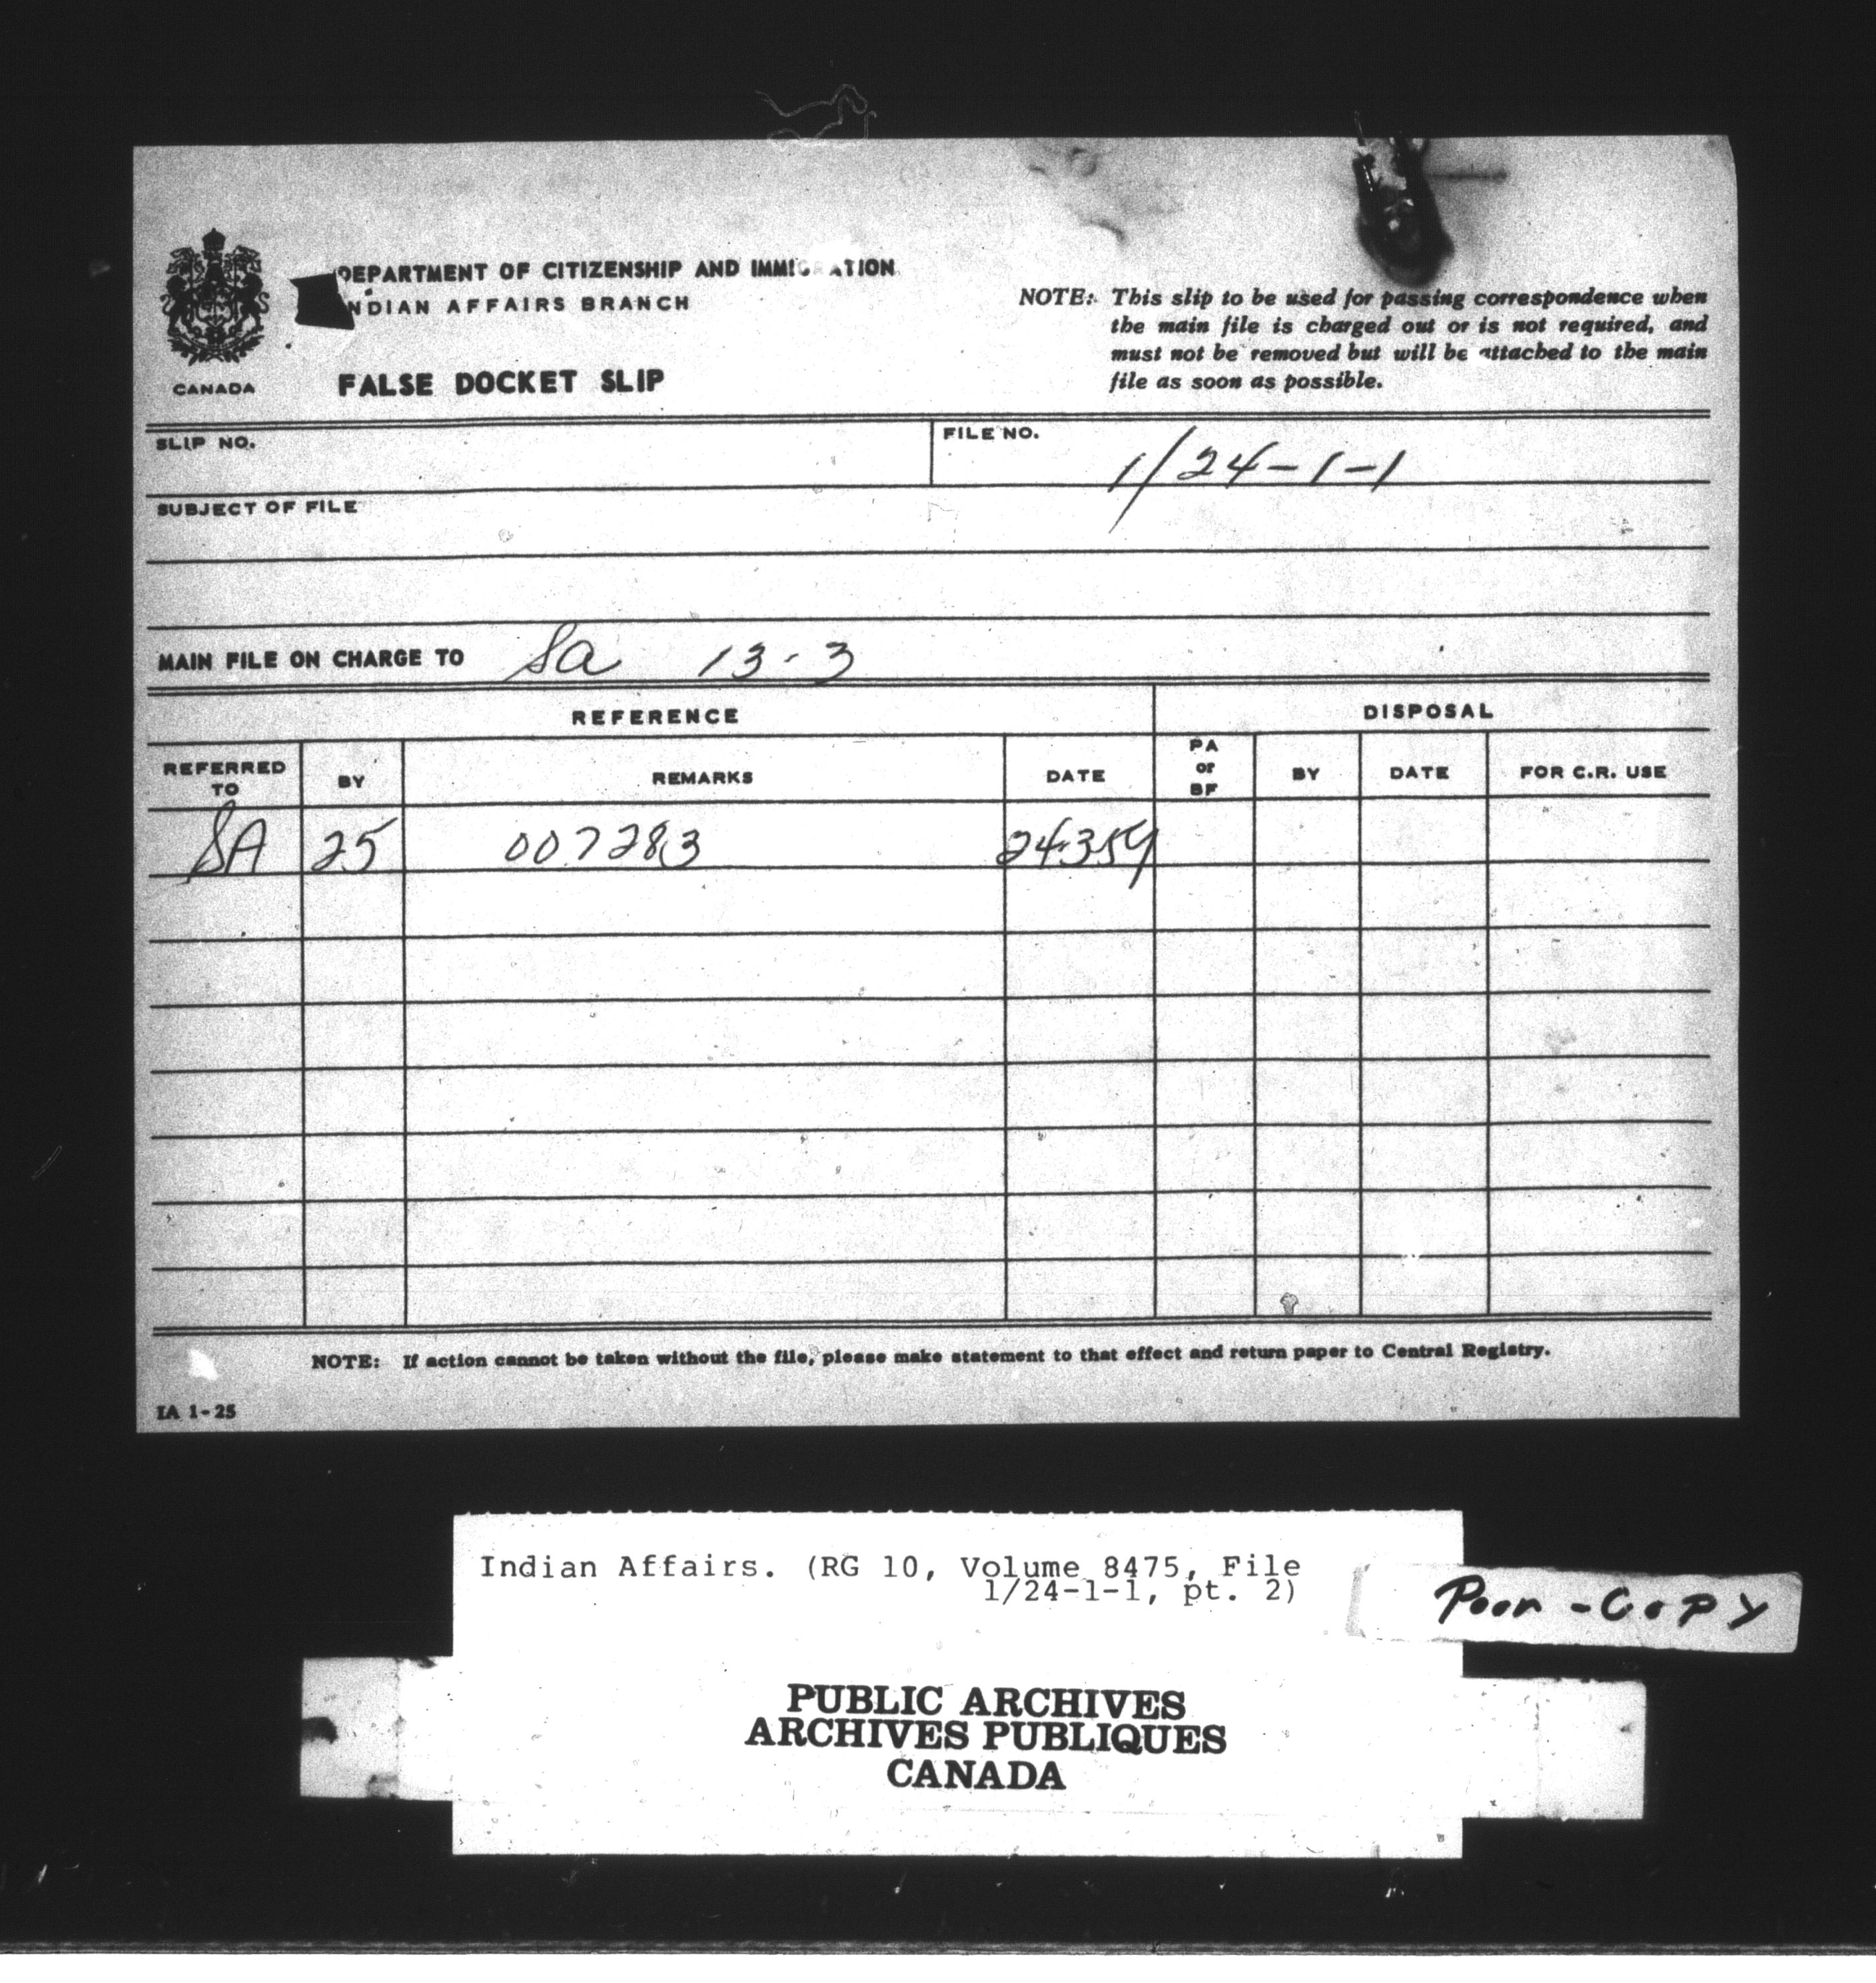 DEPARTMENT OF CITIZENSHIP AND IMMIGRATION
INDIAN AFFAIRS BRANCH
CANADA
FALSE DOCKET SLIP
NOTE: This slip to be used for passing correspondence when
the main file is charged out or is not required, and
must not be removed but will be attached to the main
file as soon as possible.
SLIP NO.
FILE NO. 1/24-1-1
SUBJECT OF FILE
MAIN FILE ON CHARGE TO Sa 13-3
REFERENCE DISPOSAL
REFERRED TO BY REMARKS DATE PA or BF BY DATE FOR C.R. USE
SA 25 007283
NOTE: If action cannot be taken without the file, please make statement to that effect and return paper to Central Registry.
IA 1-25
Indian Affairs. (RG 10, Volume 8475, File
1/24-1-1, pt. 2)
Poor - Copy
PUBLIC ARCHIVES
ARCHIVES PUBLIQUES
CANADA